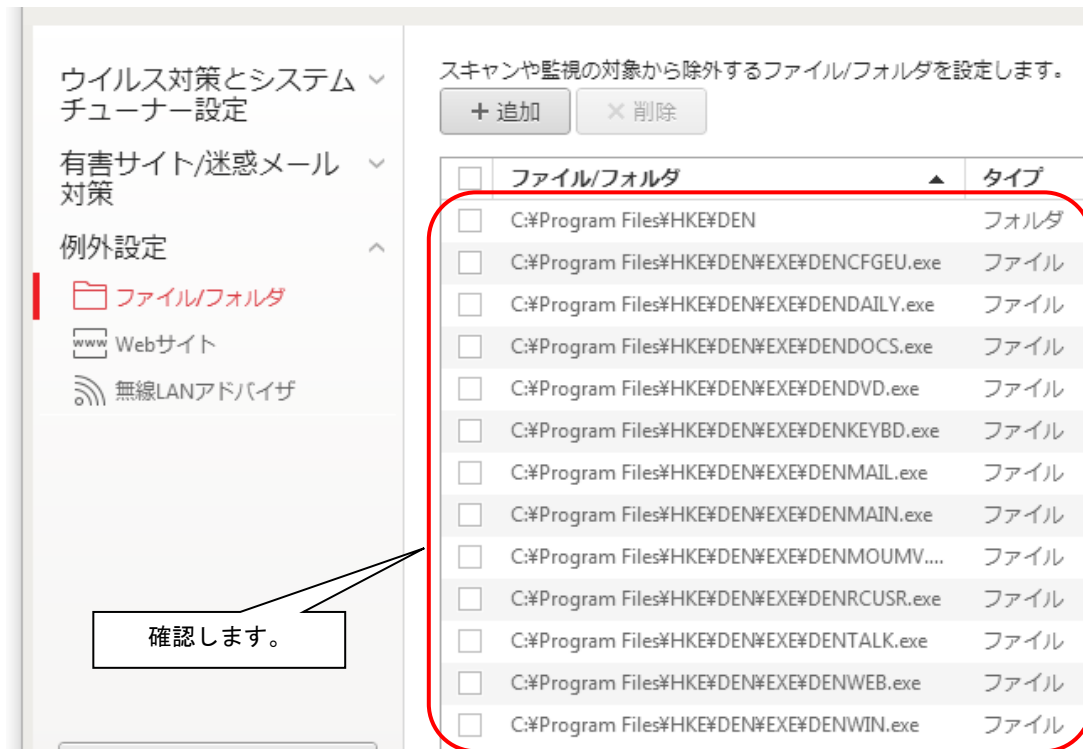 ウイルス対策とシステム
チューナー設定
有害サイト/迷惑メール
対策
例外設定
ファイル/フォルダ
www Webサイト
無線LANアドバイザ
確認します。
スキャンや監視の対象から除外するファイル/フォルダを設定します。
+ 追加 × 削除
ファイル/フォルダ ▲ タイプ
C:¥Program Files¥HKE¥DEN フォルダ
C:¥Program Files¥HKE¥DEN¥EXE¥DENCFGEU.exe ファイル
C:¥Program Files¥HKE¥DEN¥EXE¥DENDAILY.exe ファイル
C:¥Program Files¥HKE¥DEN¥EXE¥DENDOCS.exe ファイル
C:¥Program Files¥HKE¥DEN¥EXE¥DENDVD.exe ファイル
C:¥Program Files¥HKE¥DEN¥EXE¥DENKEYBD.exe ファイル
C:¥Program Files¥HKE¥DEN¥EXE¥DENMAIL.exe ファイル
C:¥Program Files¥HKE¥DEN¥EXE¥DENMAIN.exe ファイル
C:¥Program Files¥HKE¥DEN¥EXE¥DENMOUMV.... ファイル
C:¥Program Files¥HKE¥DEN¥EXE¥DENRCUSR.exe ファイル
C:¥Program Files¥HKE¥DEN¥EXE¥DENTALK.exe ファイル
C:¥Program Files¥HKE¥DEN¥EXE¥DENWEB.exe ファイル
C:¥Program Files¥HKE¥DEN¥EXE¥DENWIN.exe ファイル